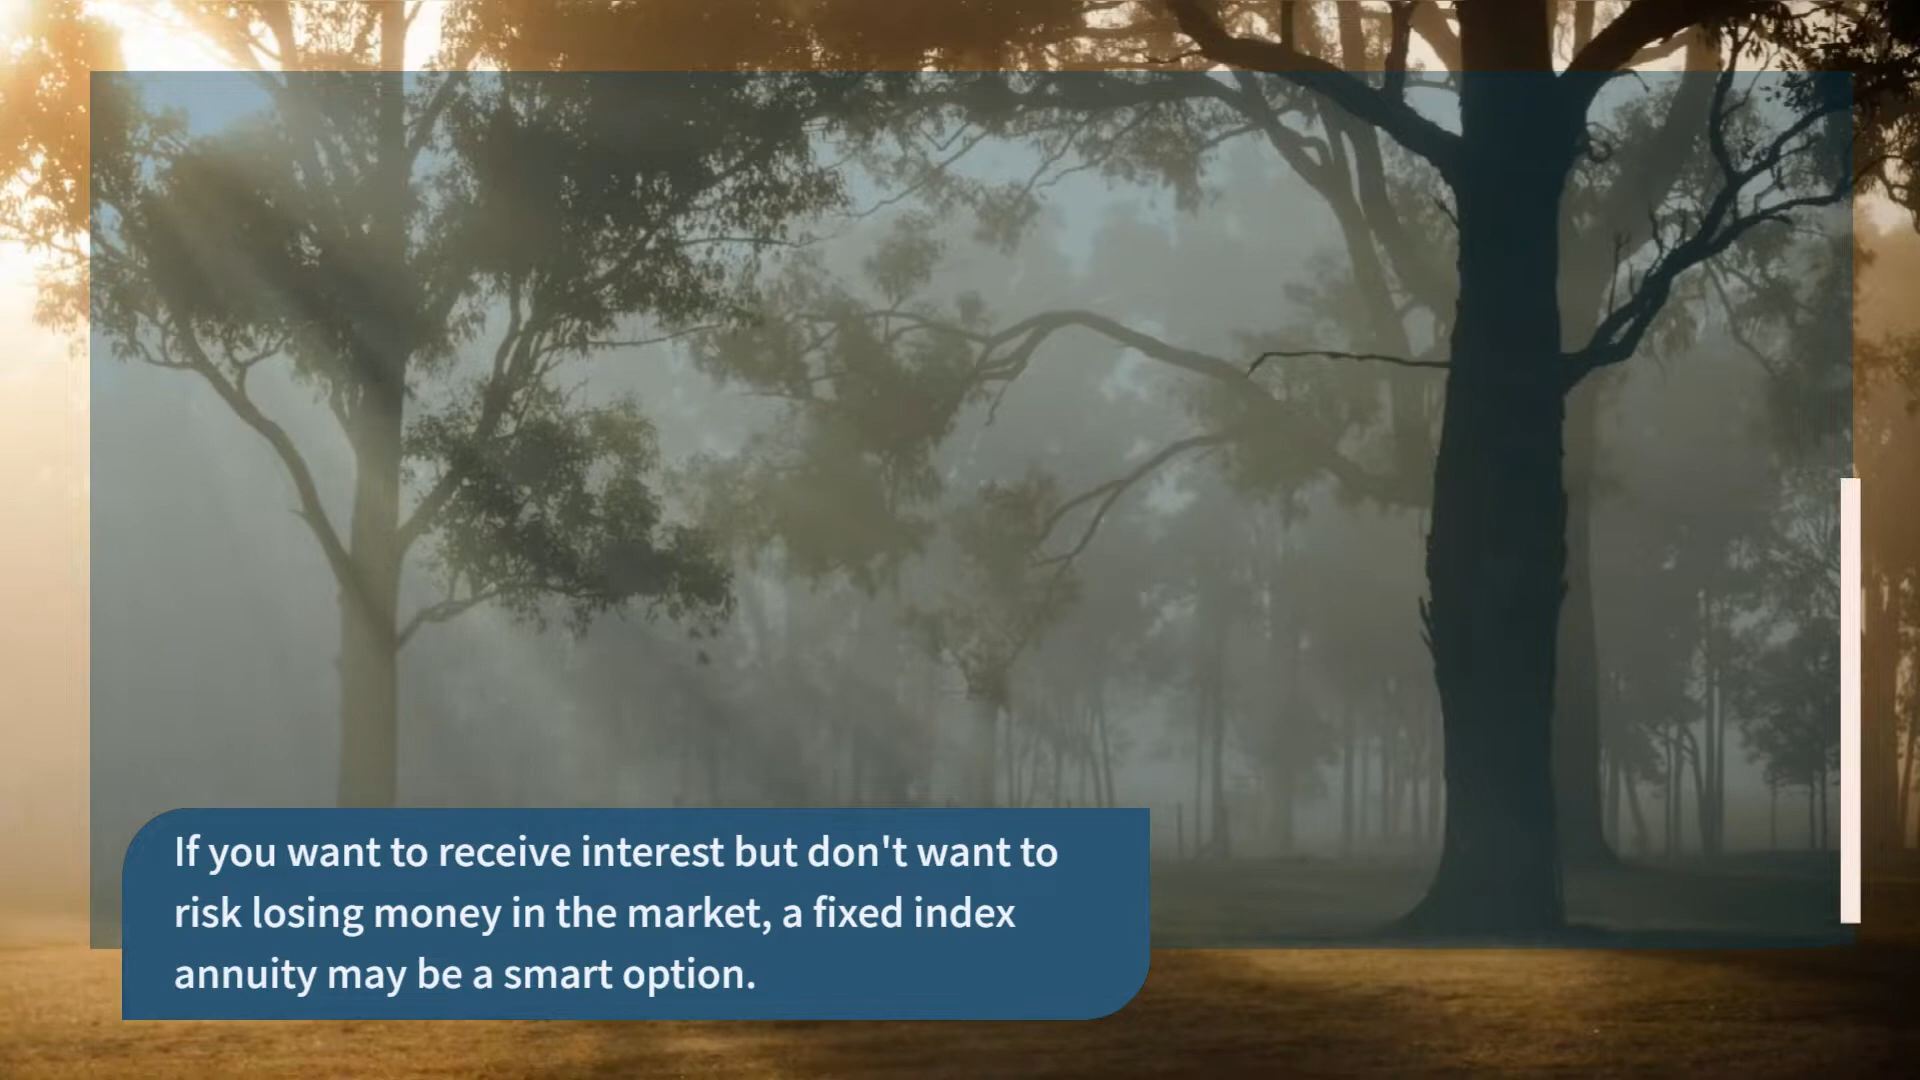 If you want to receive interest but don't want to
risk losing money in the market, a fixed index
annuity may be a smart option.